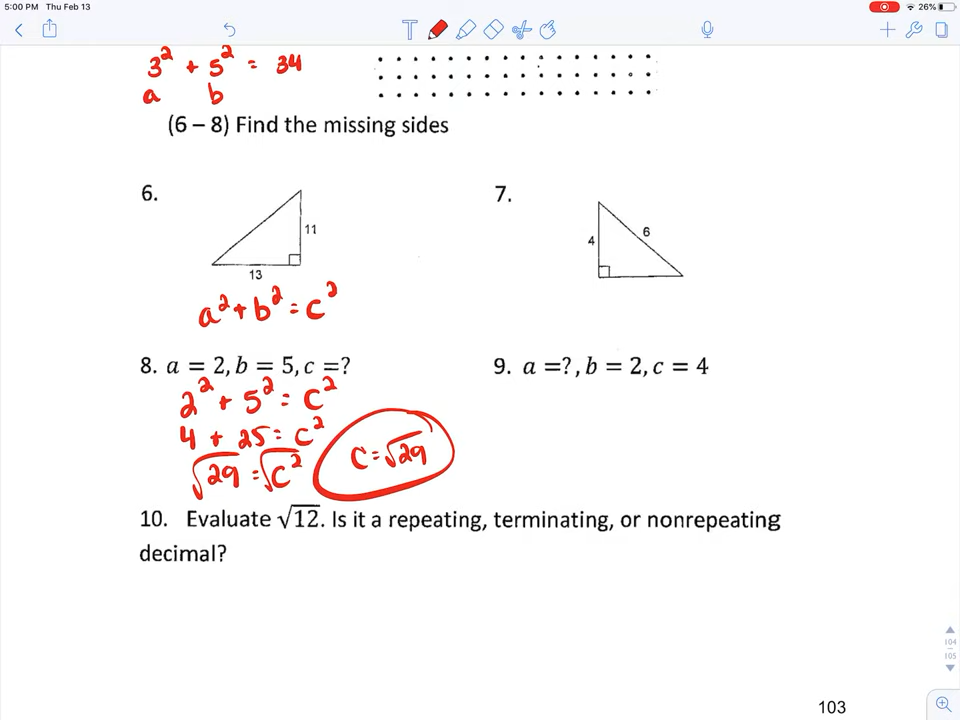 5:00 PM Thu Feb 13
26%
3² + 5² = 34
a b
(6 – 8) Find the missing sides
6.
11
13
a² + b² = c²
7.
4
6
8. a = 2, b = 5, c =?
2² + 5² = c²
4 + 25 = c²
√29 = √c²
c = √29
9. a =?, b = 2, c = 4
10. Evaluate √12. Is it a repeating, terminating, or nonrepeating
decimal?
104
105
103